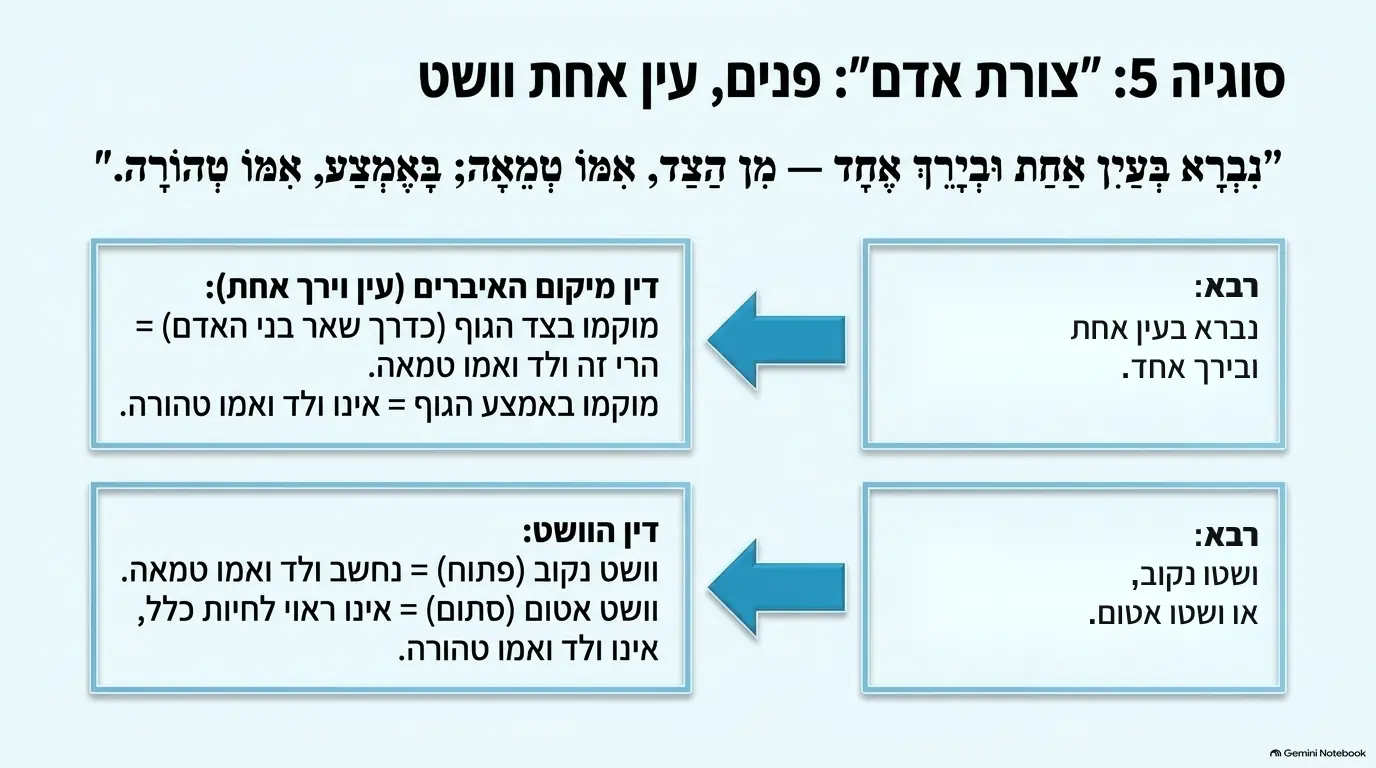 סוגיה 5: "צורת אדם": פנים, עין אחת וושט
"נִבְרָא בְּעַיִן אַחַת וּבְיָרֵךְ אֶחָד — מִן הַצַּד, אִמּוֹ טְמֵאָה; בָּאֶמְצַע, אִמּוֹ טְהוֹרָה."
רבא:
נברא בעין אחת
ובירך אחד.
דין מיקום האיברים (עין וירך אחת):
מוקמו בצד הגוף (כדרך שאר בני האדם) =
הרי זה ולד ואמו טמאה.
מוקמו באמצע הגוף = אינו ולד ואמו טהורה.
רבא:
ושטו נקוב,
או ושטו אטום.
דין הוושט:
וושט נקוב (פתוח) = נחשב ולד ואמו טמאה.
וושט אטום (סתום) = אינו ראוי לחיות כלל,
אינו ולד ואמו טהורה.
Gemini Notebook